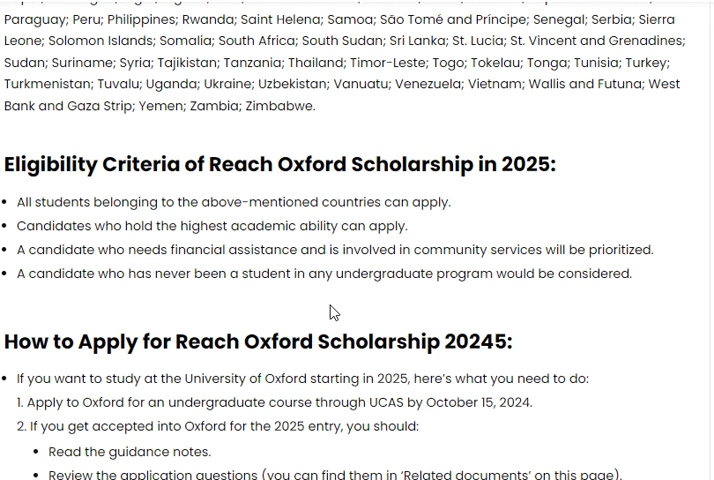 Paraguay; Peru; Philippines; Rwanda; Saint Helena; Samoa; São Tomé and Príncipe; Senegal; Serbia; Sierra
Leone; Solomon Islands; Somalia; South Africa; South Sudan; Sri Lanka; St. Lucia; St. Vincent and Grenadines;
Sudan; Suriname; Syria; Tajikistan; Tanzania; Thailand; Timor-Leste; Togo; Tokelau; Tonga; Tunisia; Turkey;
Turkmenistan; Tuvalu; Uganda; Ukraine; Uzbekistan; Vanuatu; Venezuela; Vietnam; Wallis and Futuna; West
Bank and Gaza Strip; Yemen; Zambia; Zimbabwe.
Eligibility Criteria of Reach Oxford Scholarship in 2025:
• All students belonging to the above-mentioned countries can apply.
• Candidates who hold the highest academic ability can apply.
• A candidate who needs financial assistance and is involved in community services will be prioritized.
• A candidate who has never been a student in any undergraduate program would be considered.
How to Apply for Reach Oxford Scholarship 20245:
• If you want to study at the University of Oxford starting in 2025, here's what you need to do:
1. Apply to Oxford for an undergraduate course through UCAS by October 15, 2024.
2. If you get accepted into Oxford for the 2025 entry, you should:
• Read the guidance notes.
• Review the application questions (you can find them in 'Related documents' on this page).